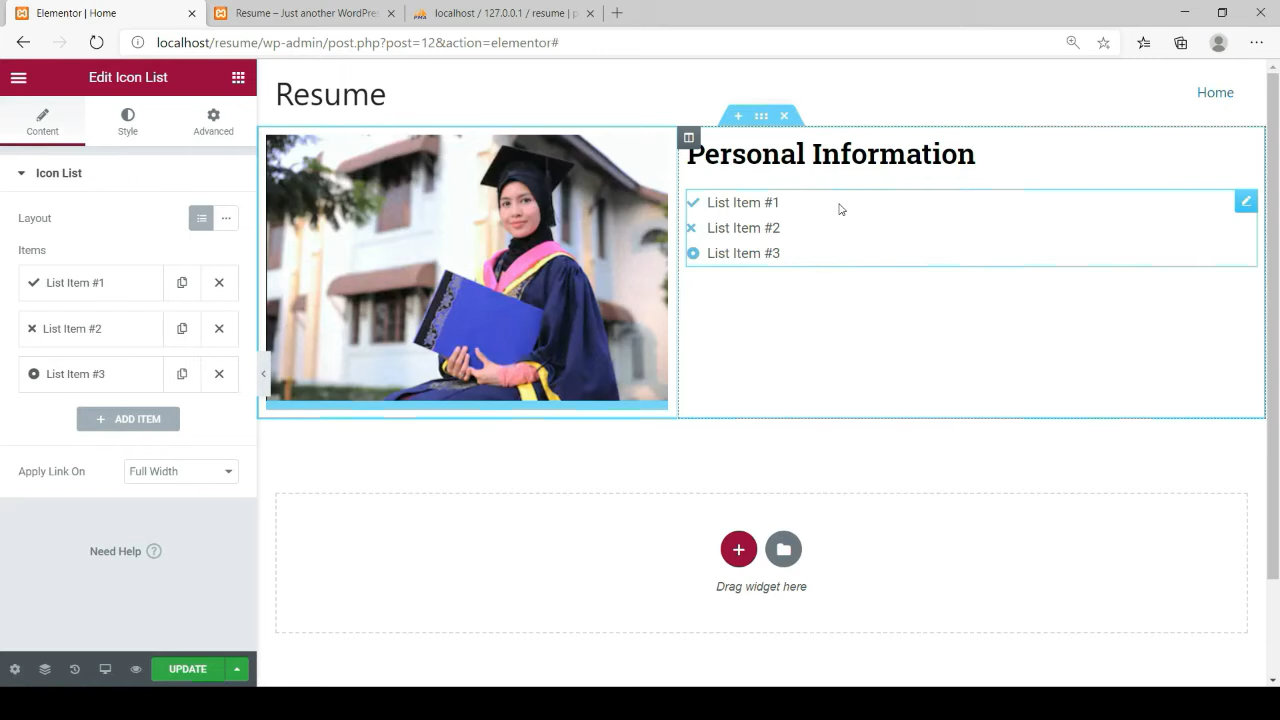 Elementor | Home
Resume – Just another WordPres
localhost / 127.0.0.1 / resume | p
localhost/resume/wp-admin/post.php?post=12&action=elementor#
Edit Icon List
Content
Style
Advanced
Icon List
Layout
Items
List Item #1
List Item #2
List Item #3
ADD ITEM
Apply Link On
Full Width
Need Help
UPDATE
Resume
Home
Personal Information
List Item #1
List Item #2
List Item #3
Drag widget here